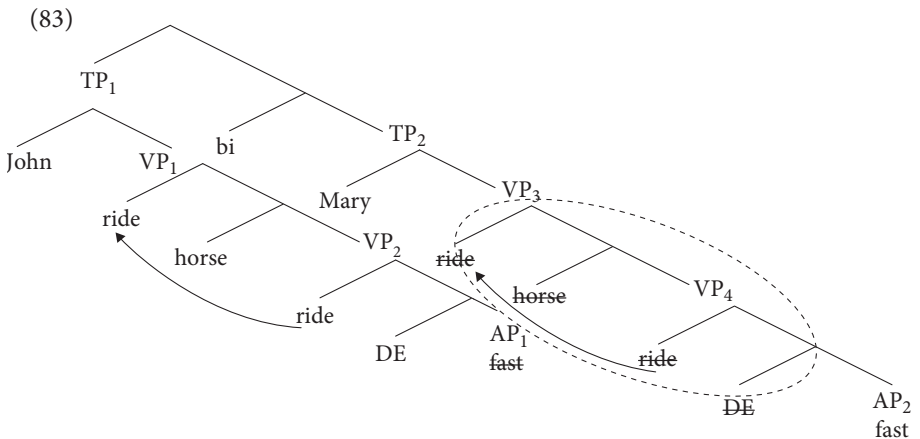 (83)
TP1
bi
TP2
John
VP1
Mary
VP3
ride
horse
VP2
ride
horse
VP4
ride
ride
DE
AP1
fast
DE
AP2
fast